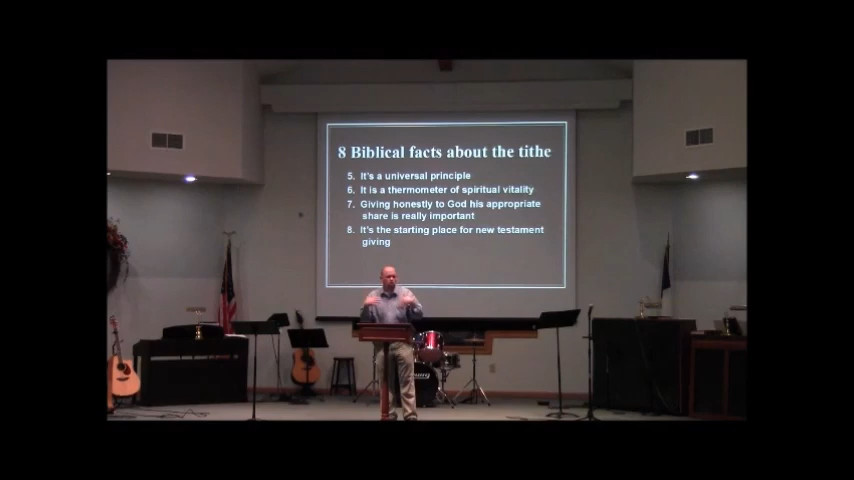 8 Biblical facts about the tithe
5. It's a universal principle
6. It is a thermometer of spiritual vitality
7. Giving honestly to God his appropriate
share is really important
8. It's the starting place for new testament
giving